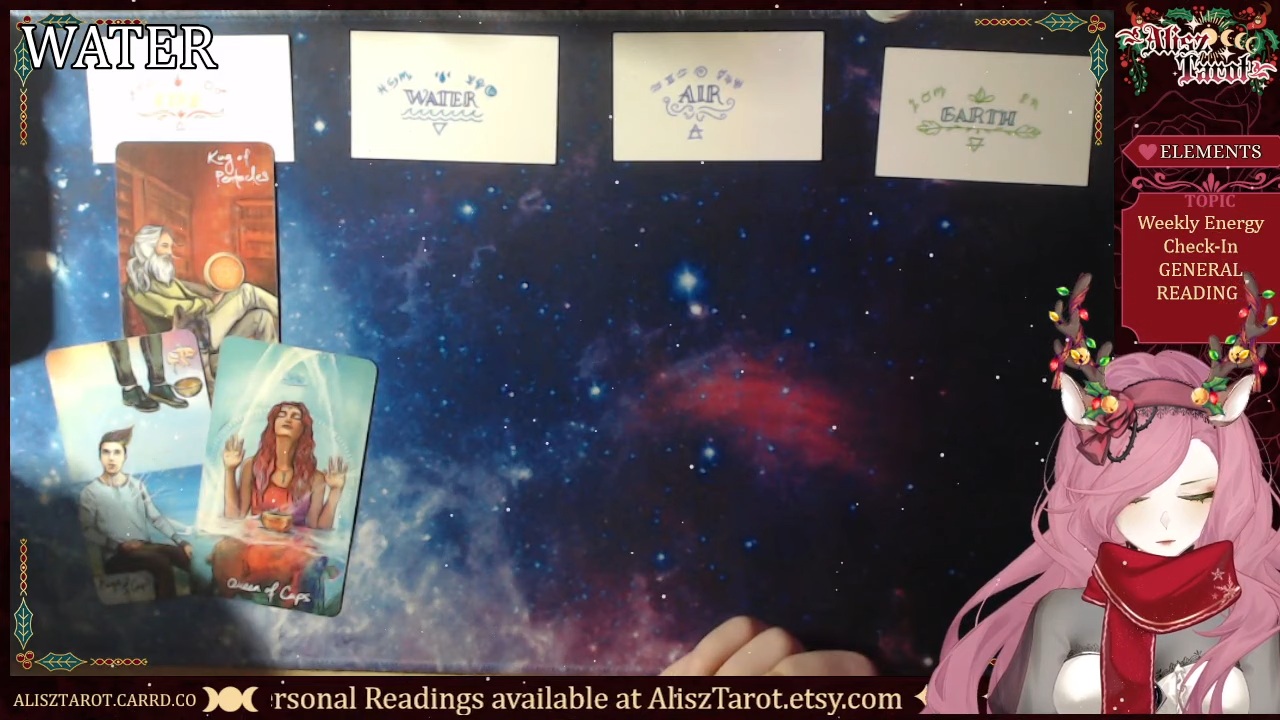 WATER
WATER
AIR
EARTH
King of
Pentacles
Queen of Cups
Alisz
Tarot
ELEMENTS
TOPIC
Weekly Energy
Check-In
GENERAL
READING
ALISZTAROT.CARRD.CO
rsonal Readings available at AliszTarot.etsy.com